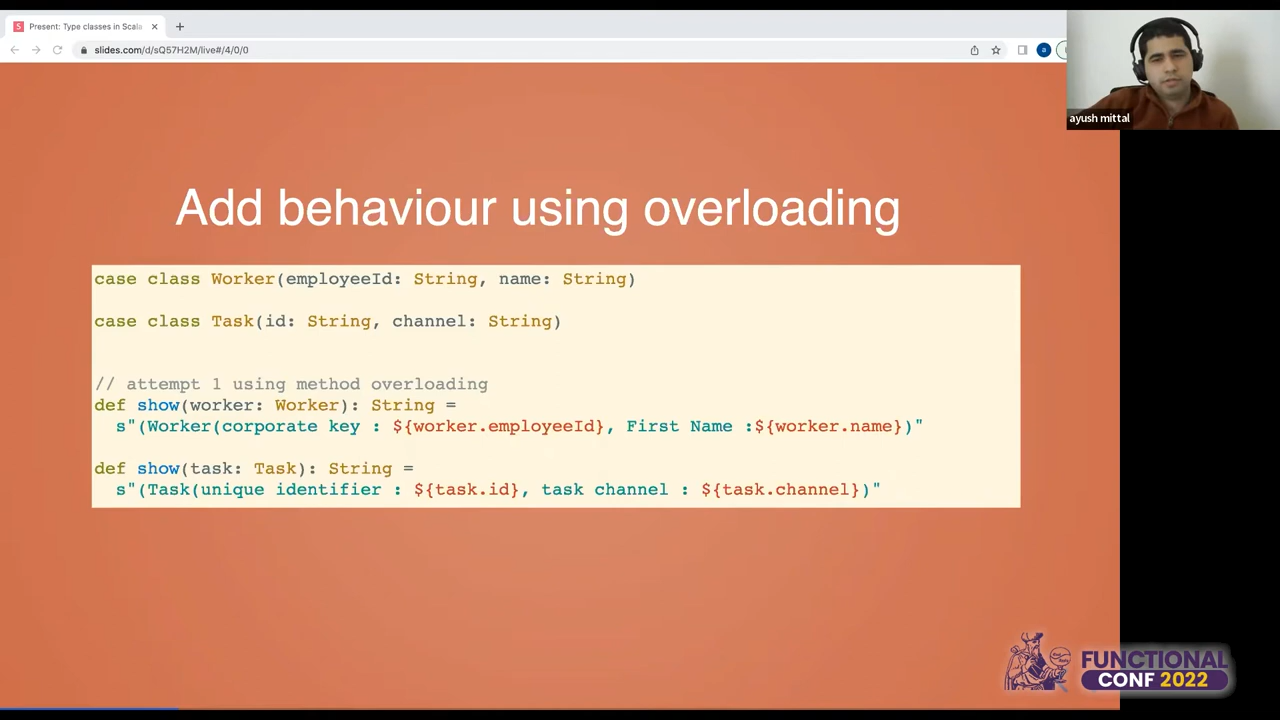 Present: Type classes in Scala
slides.com/d/sQ57H2M/live#/4/0/0
a
ayush mittal
Add behaviour using overloading
case class Worker(employeeId: String, name: String)
case class Task(id: String, channel: String)
// attempt 1 using method overloading
def show(worker: Worker): String =
s"(Worker(corporate key : ${worker.employeeId}, First Name :${worker.name})"
def show(task: Task): String =
s"(Task(unique identifier : ${task.id}, task channel : ${task.channel})"
FUNCTIONAL
CONF 2022